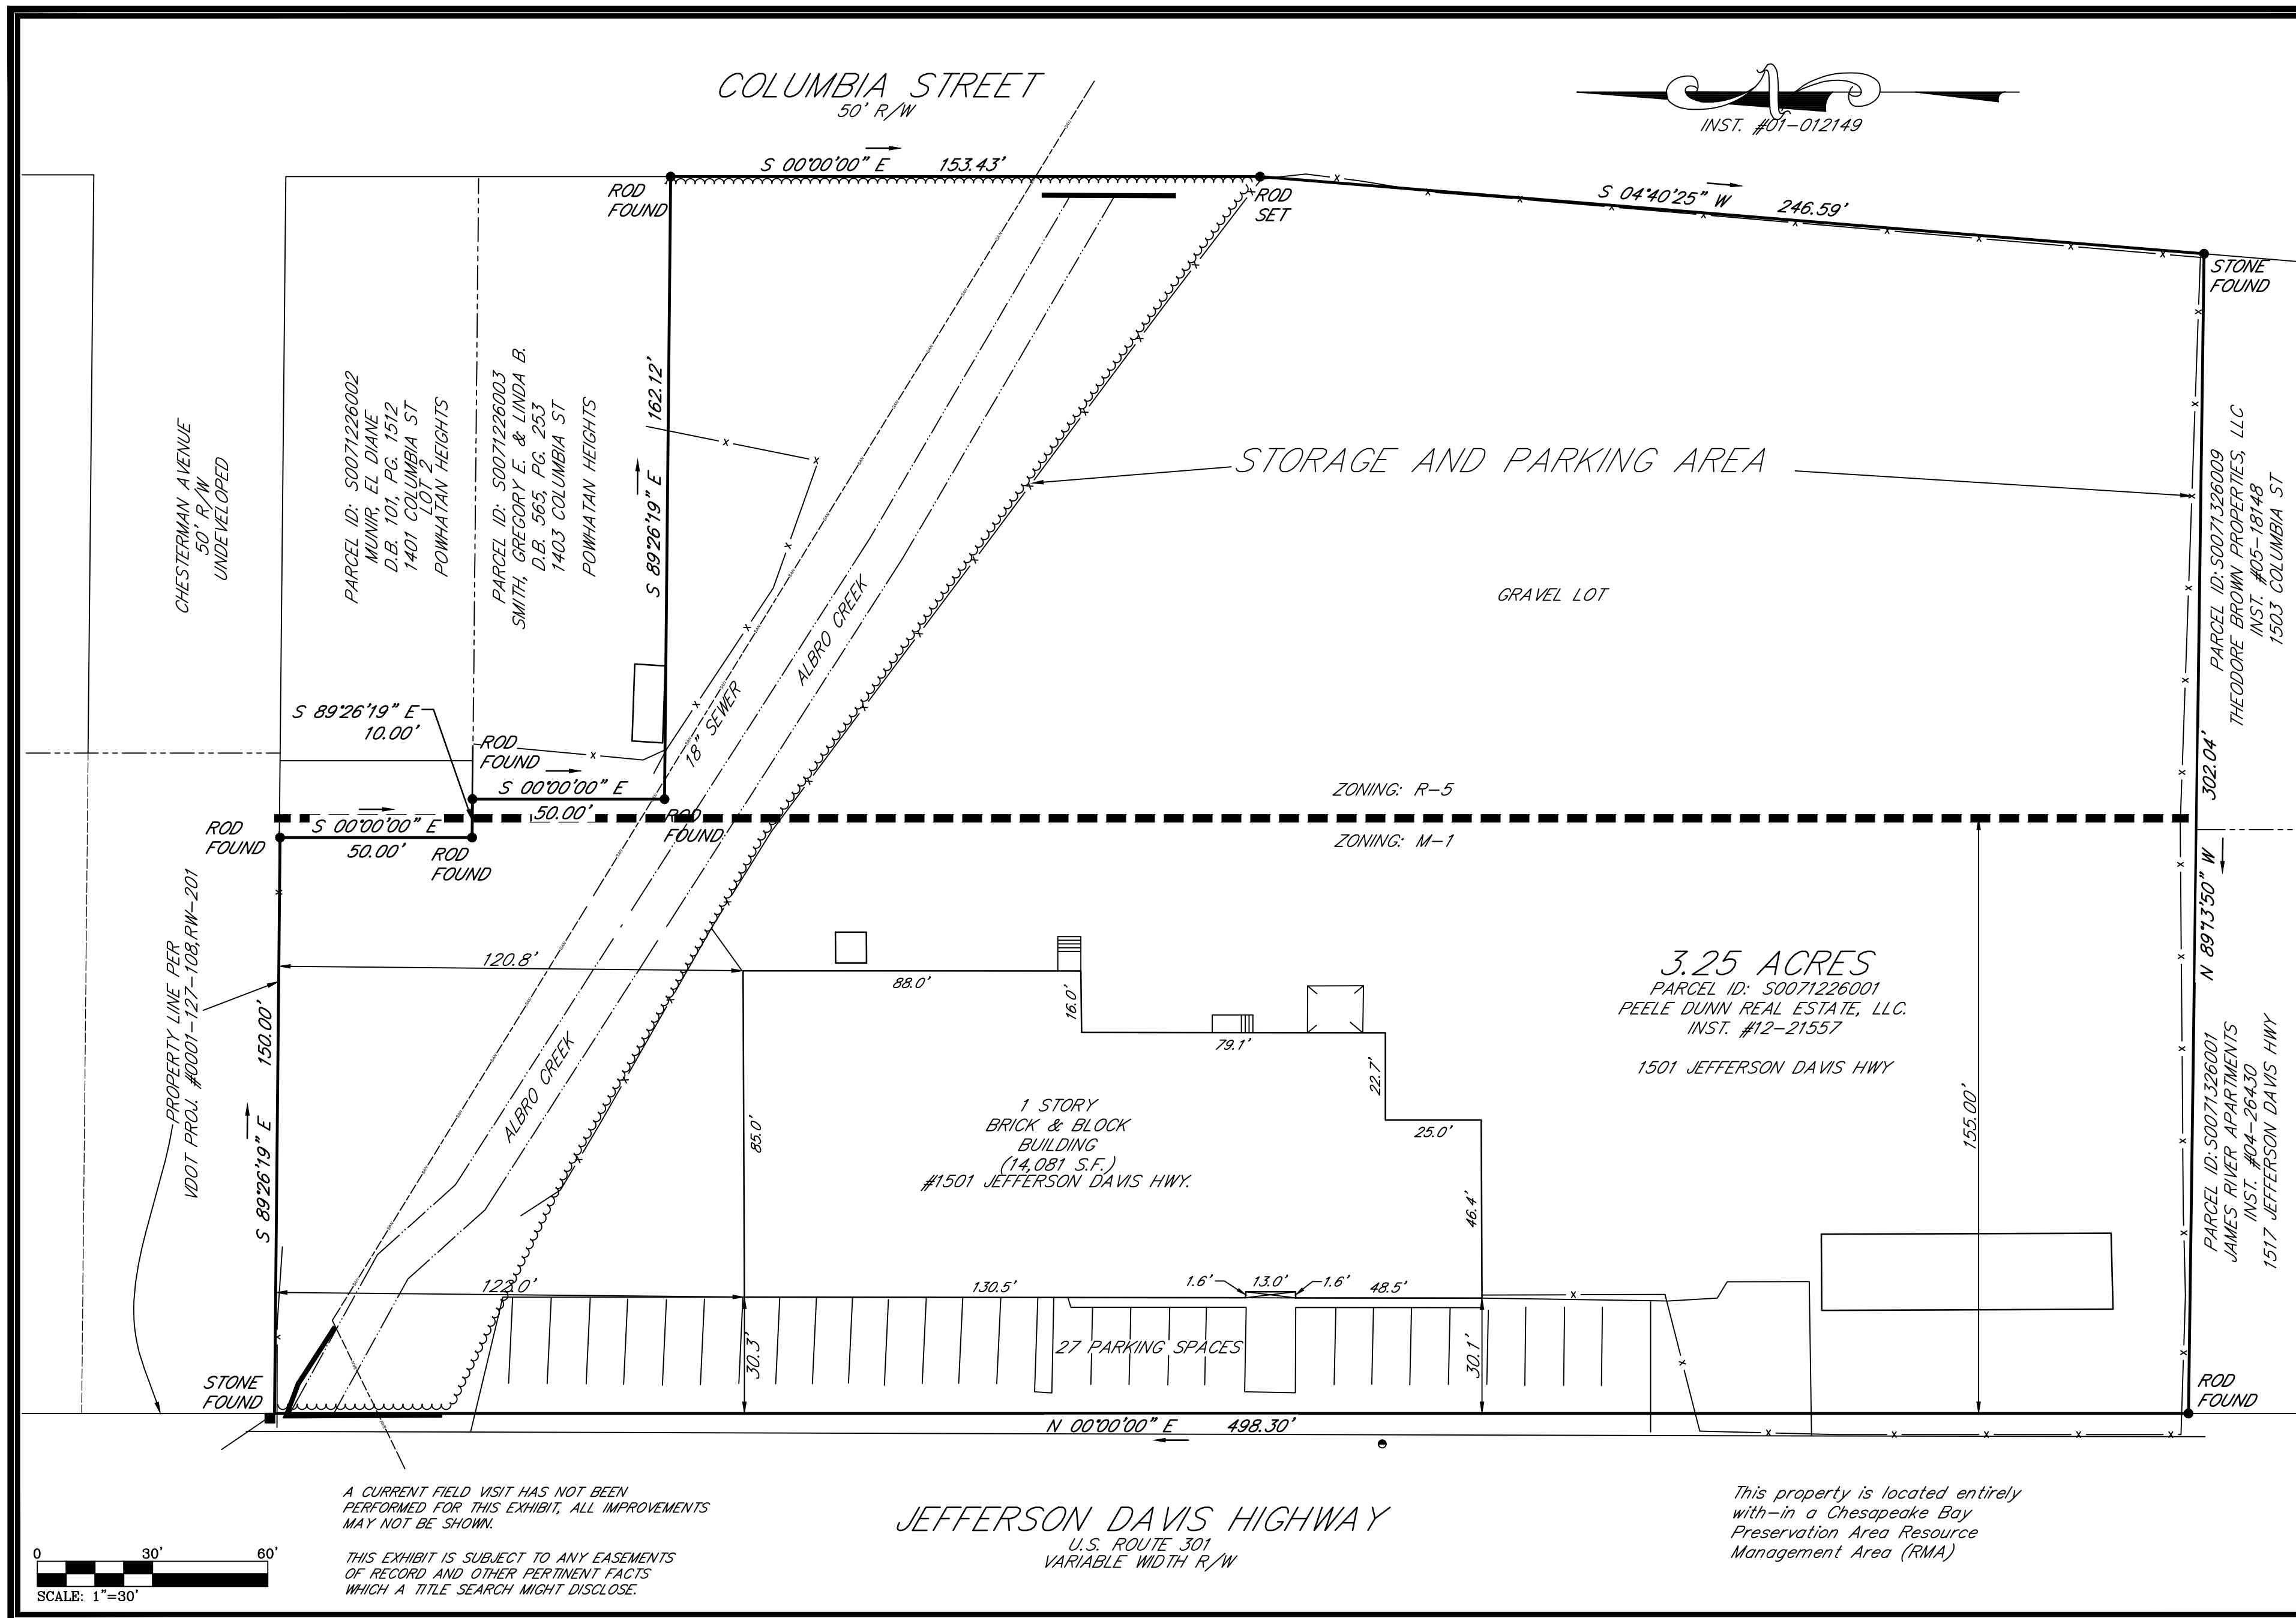 COLUMBIA STREET
50' R/W
INST. #01-012149
S 00°00'00" E 153.43'
ROD
FOUND
ROD
SET
S 04°40'25" W 246.59'
STONE
FOUND
CHESTERMAN AVENUE
50' R/W
UNDEVELOPED
PARCEL ID: S0071226002
MUNIR, EL DIANE
D.B. 101, PG. 1512
1401 COLUMBIA ST
LOT 2
POWHATAN HEIGHTS
PARCEL ID: S0071226003
SMITH, GREGORY E. & LINDA B.
D.B. 565, PG. 253
1403 COLUMBIA ST
POWHATAN HEIGHTS
S 89°26'19" E 162.12'
STORAGE AND PARKING AREA
GRAVEL LOT
ALBRO CREEK
18" SEWER
PARCEL ID: S0071326009
THEODORE BROWN PROPERTIES, LLC
INST. #05-18148
1503 COLUMBIA ST
S 89°26'19" E
10.00'
ROD
FOUND
S 00°00'00" E
50.00'
ROD
FOUND
ZONING: R-5
ZONING: M-1
N 89°13'50" W 302.04'
ROD
FOUND
S 00°00'00" E
50.00'
ROD
FOUND
PROPERTY LINE PER
VDOT PROJ. #0001-127-108,RW-201
S 89°26'19" E 150.00'
120.8'
88.0'
16.0'
79.1'
22.7'
25.0'
85.0'
46.4'
ALBRO CREEK
1 STORY
BRICK & BLOCK
BUILDING
(14,081 S.F.)
#1501 JEFFERSON DAVIS HWY.
3.25 ACRES
PARCEL ID: S0071226001
PEELE DUNN REAL ESTATE, LLC.
INST. #12-21557
1501 JEFFERSON DAVIS HWY
155.00'
PARCEL ID: S0071326001
JAMES RIVER APARTMENTS
INST. #04-26430
1517 JEFFERSON DAVIS HWY
122.0'
130.5'
1.6'
13.0'
1.6'
48.5'
30.3'
27 PARKING SPACES
30.1'
STONE
FOUND
ROD
FOUND
N 00°00'00" E 498.30'
A CURRENT FIELD VISIT HAS NOT BEEN
PERFORMED FOR THIS EXHIBIT, ALL IMPROVEMENTS
MAY NOT BE SHOWN.
THIS EXHIBIT IS SUBJECT TO ANY EASEMENTS
OF RECORD AND OTHER PERTINENT FACTS
WHICH A TITLE SEARCH MIGHT DISCLOSE.
JEFFERSON DAVIS HIGHWAY
U.S. ROUTE 301
VARIABLE WIDTH R/W
This property is located entirely
with-in a Chesapeake Bay
Preservation Area Resource
Management Area (RMA)
0 30' 60'
SCALE: 1"=30'